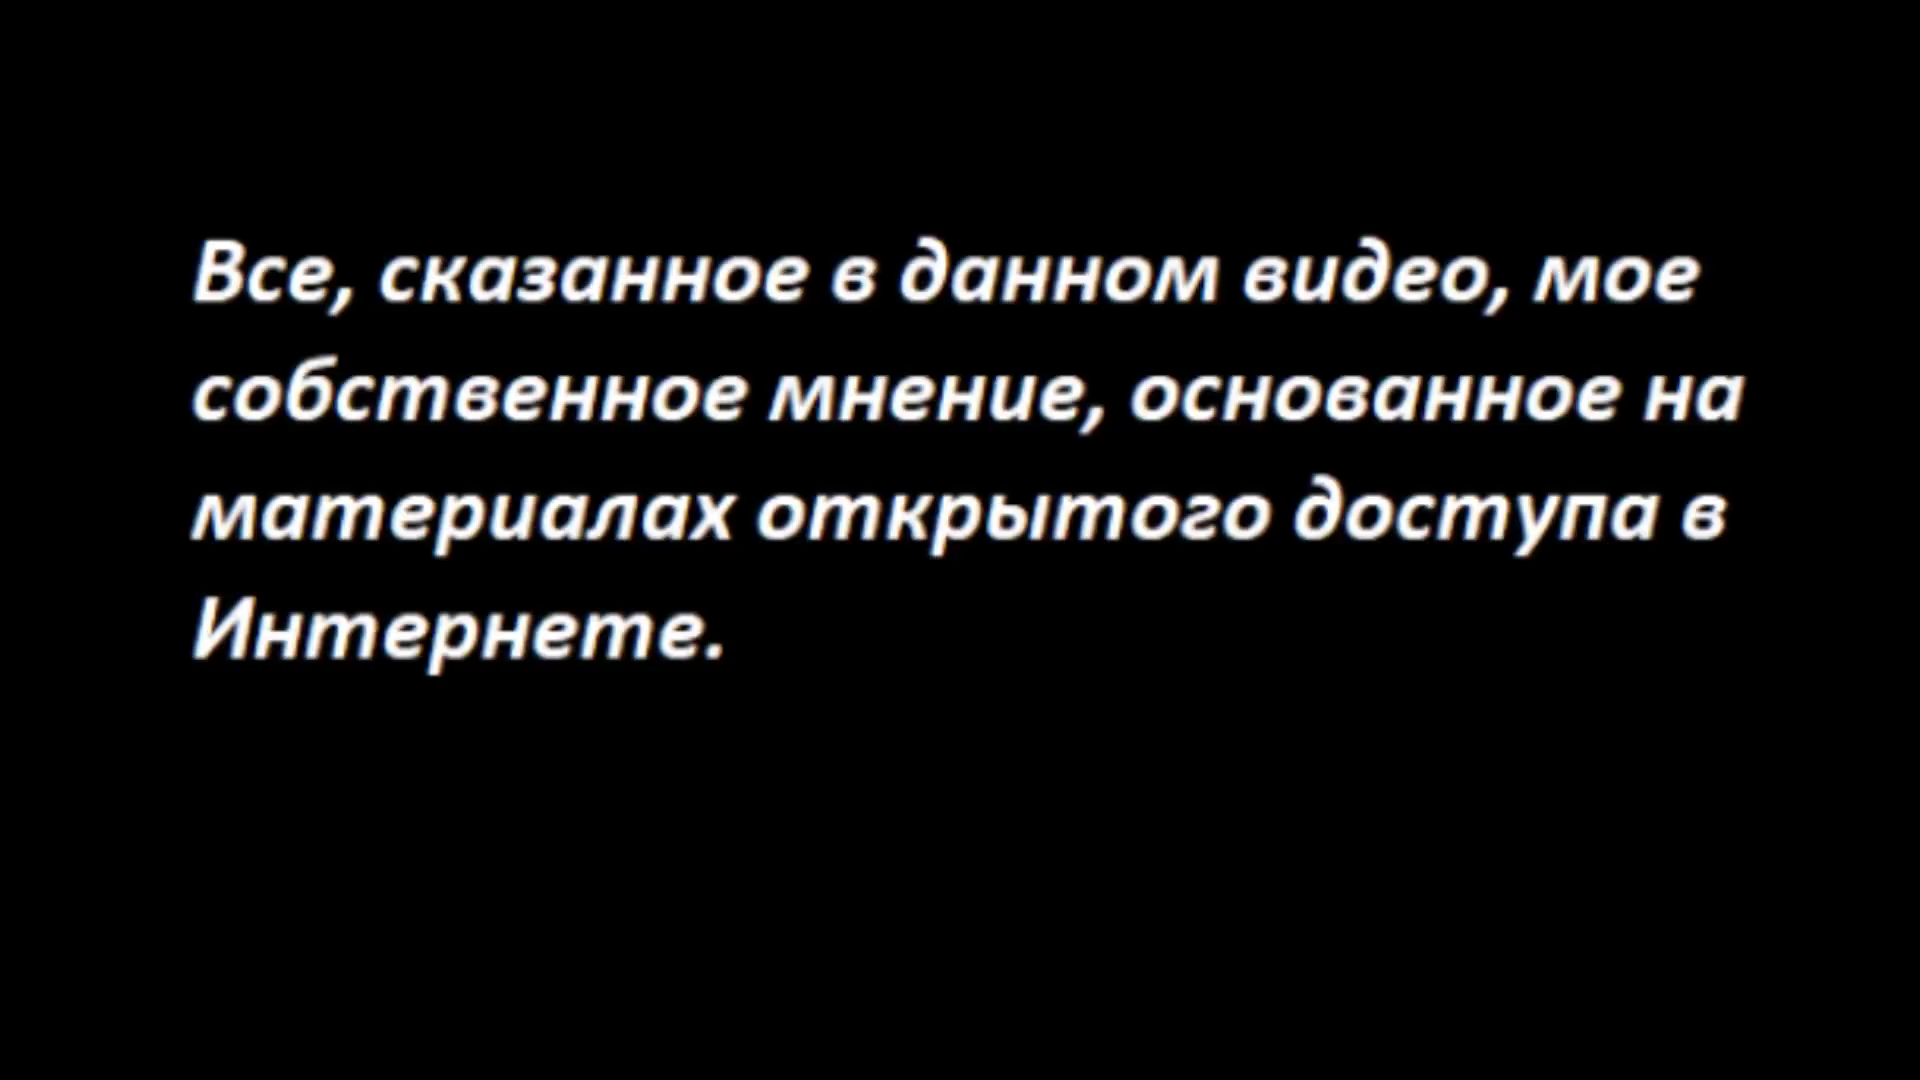 Все, сказанное в данном видео, мое
собственное мнение, основанное на
материалах открытого доступа в
Интернете.